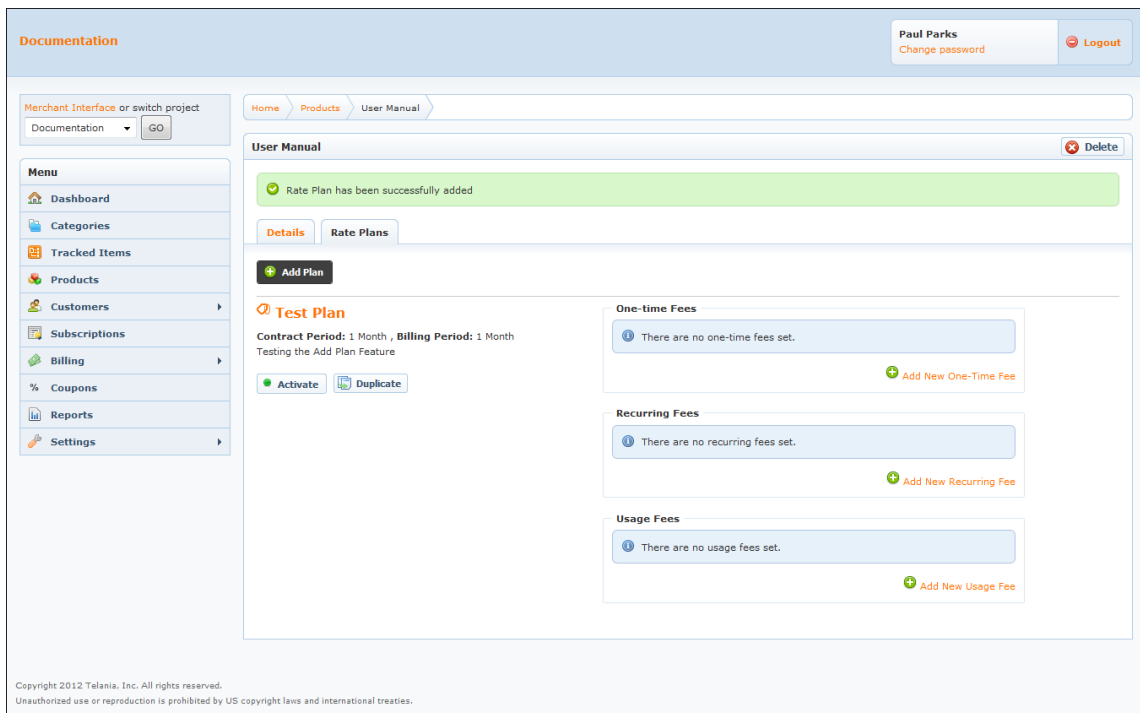 Documentation
Paul Parks
Change password
Logout
Merchant Interface or switch project
Documentation
GO
Home
Products
User Manual
User Manual
Delete
Menu
Dashboard
Categories
Tracked Items
Products
Customers
Subscriptions
Billing
% Coupons
Reports
Settings
Rate Plan has been successfully added
Details
Rate Plans
Add Plan
Test Plan
Contract Period: 1 Month , Billing Period: 1 Month
Testing the Add Plan Feature
Activate
Duplicate
One-time Fees
There are no one-time fees set.
Add New One-Time Fee
Recurring Fees
There are no recurring fees set.
Add New Recurring Fee
Usage Fees
There are no usage fees set.
Add New Usage Fee
Copyright 2012 Telania, Inc. All rights reserved.
Unauthorized use or reproduction is prohibited by US copyright laws and international treaties.